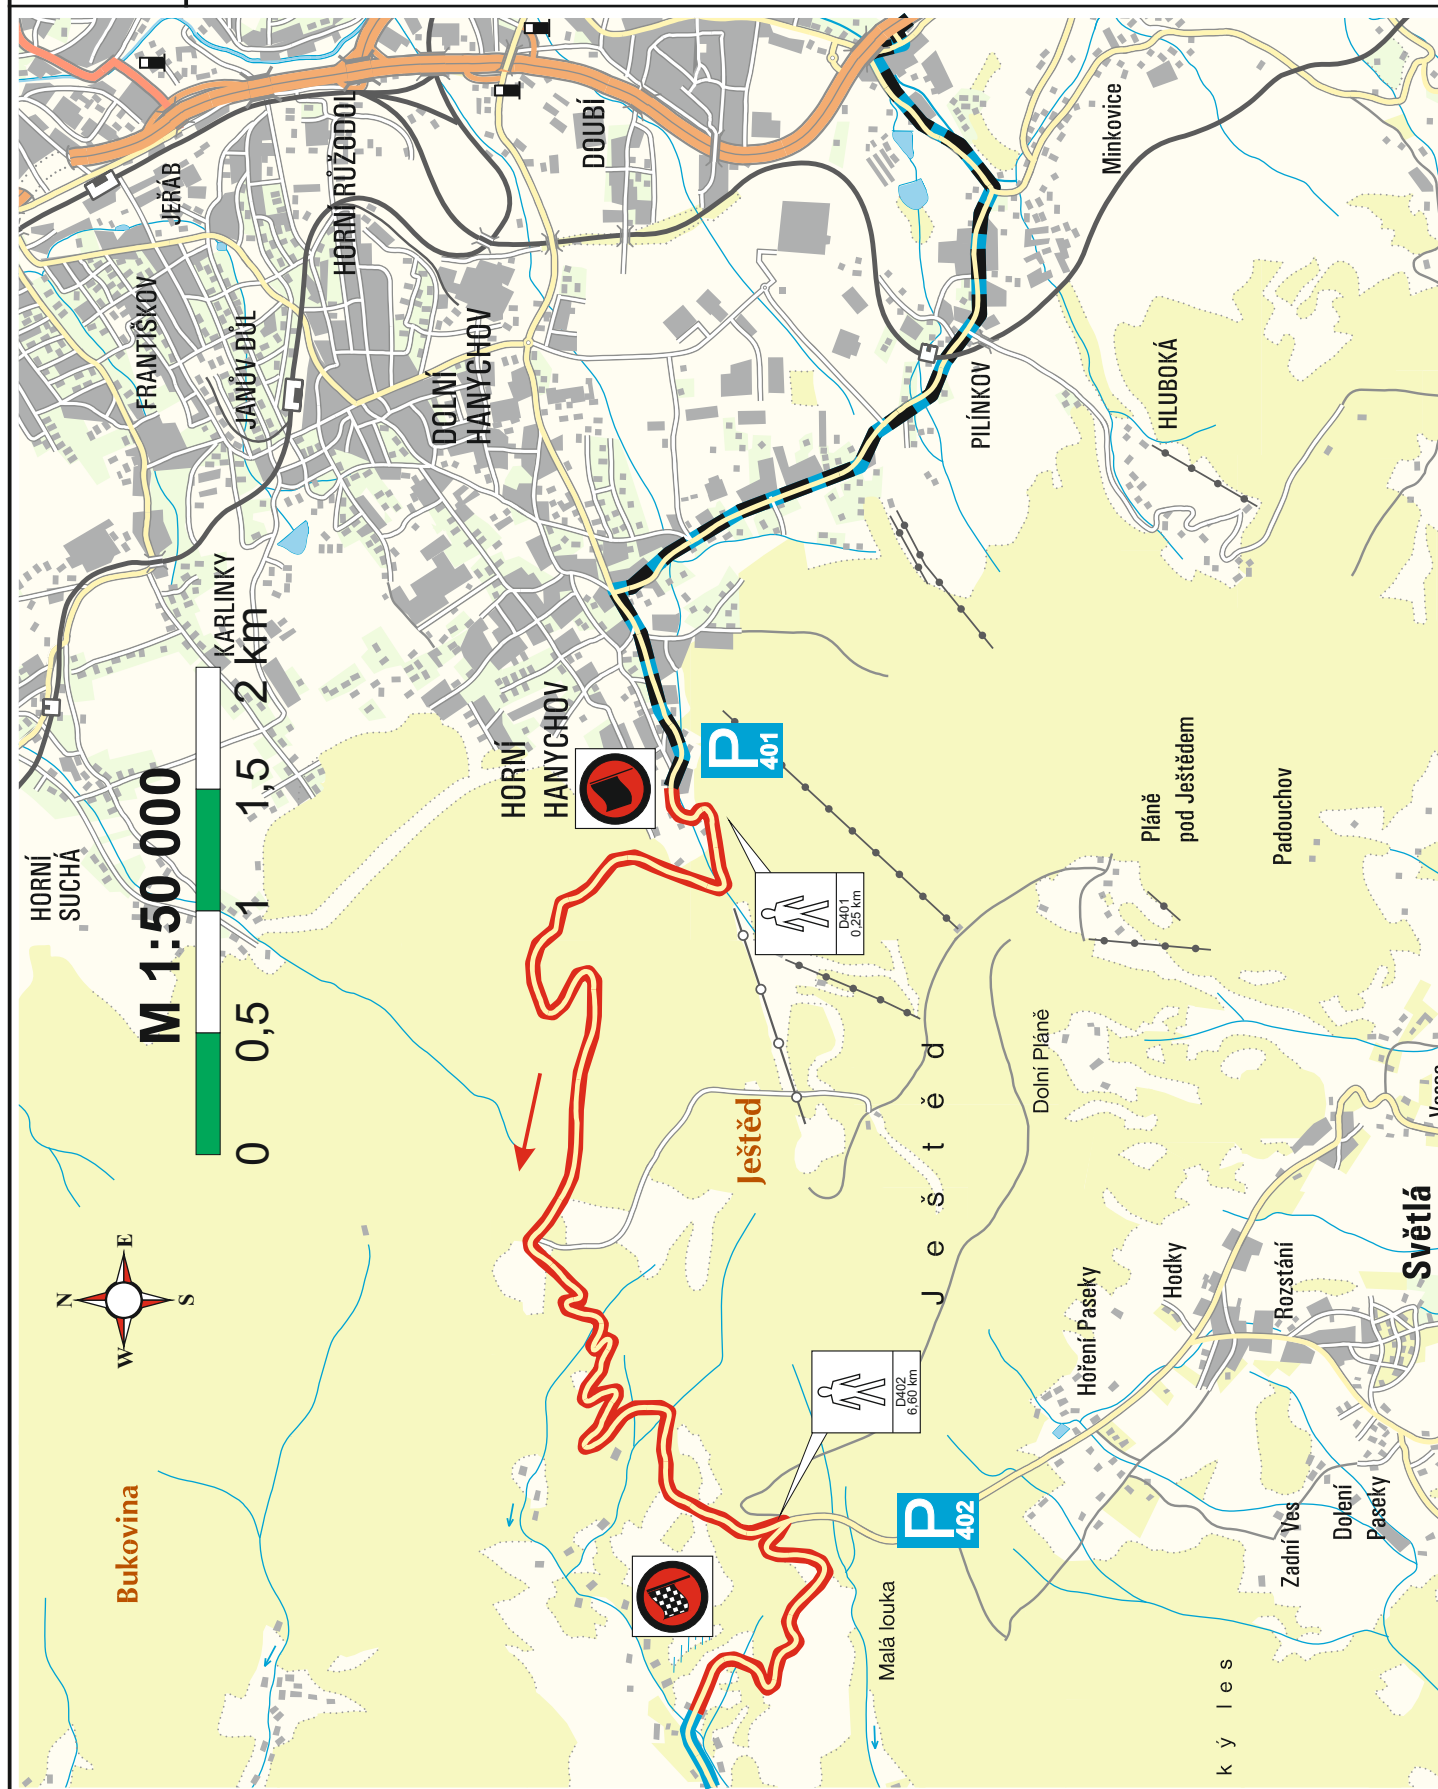 M 1:50 000
0
0,5
1
1,5
2 km
N
E
S
W
HORNÍ
SUCHÁ
KARLINKY
FRANTIŠKOV
JANŮV DŮL
JEŘÁB
HORNÍ RŮŽODOL
DOLNÍ
HANYCHOV
DOUBÍ
HORNÍ
HANYCHOV
P
401
D401
0,25 km
PILÍNKOV
Minkovice
HLUBOKÁ
Pláně
pod Ještědem
Padouchov
Ještěd
J e š t ě d
Dolní Pláně
Bukovina
D402
6,60 km
P
402
Malá louka
Hoření Paseky
Hodky
Rozstání
Světlá
Zadní Ves
Dolení
Paseky
k ý   l e s